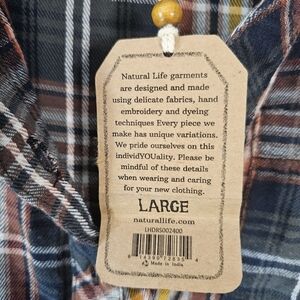 Natural Life garments
are designed and made
using delicate fabrics, hand
embroidery and dyeing
techniques Every piece we
make has unique variations.
We pride ourselves on this
individYOUality. Please be
mindful of these details
when wearing and caring
for your new clothing.
LARGE
naturallife.com
LHDRS002400
Made in India